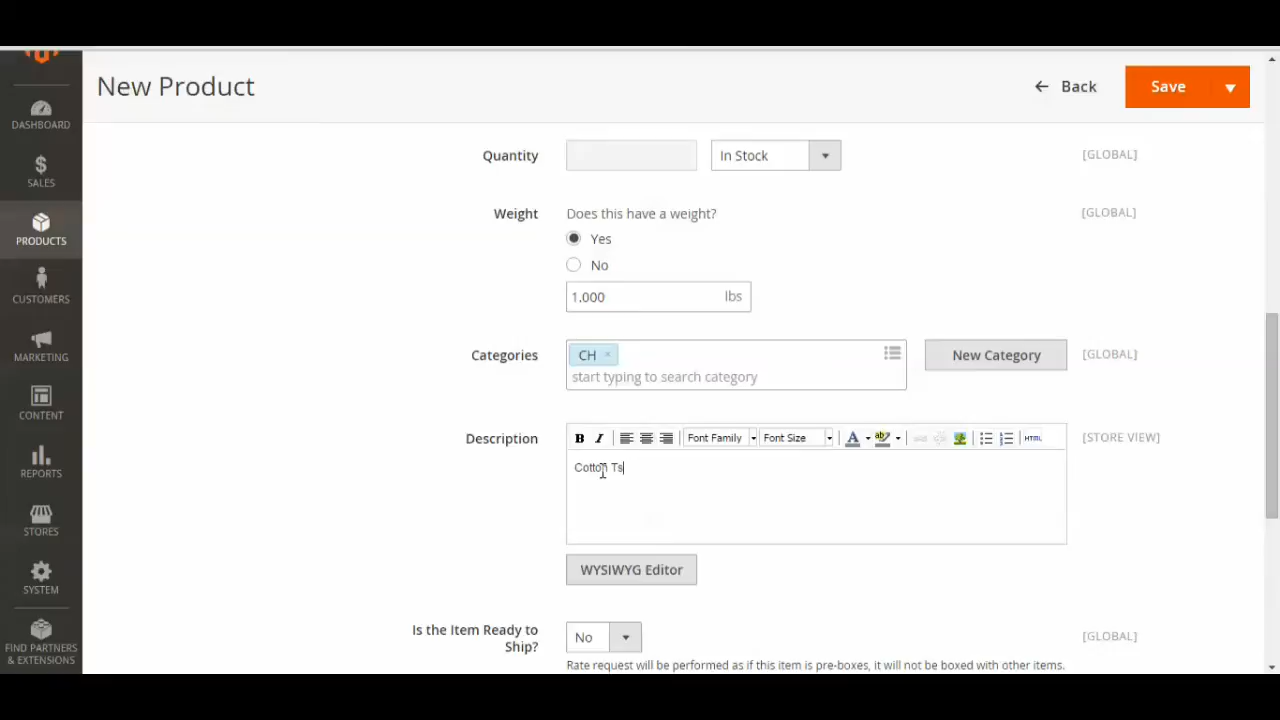 New Product
Back
Save
DASHBOARD
SALES
PRODUCTS
CUSTOMERS
MARKETING
CONTENT
REPORTS
STORES
SYSTEM
FIND PARTNERS
& EXTENSIONS
Quantity In Stock [GLOBAL]
Weight Does this have a weight? [GLOBAL]
Yes
No
1.000 lbs
Categories CH × New Category [GLOBAL]
start typing to search category
Description B I Font Family Font Size A ab HTML [STORE VIEW]
Cotton Ts
WYSIWYG Editor
Is the Item Ready to
Ship?
No [GLOBAL]
Rate request will be performed as if this item is pre-boxes, it will not be boxed with other items.